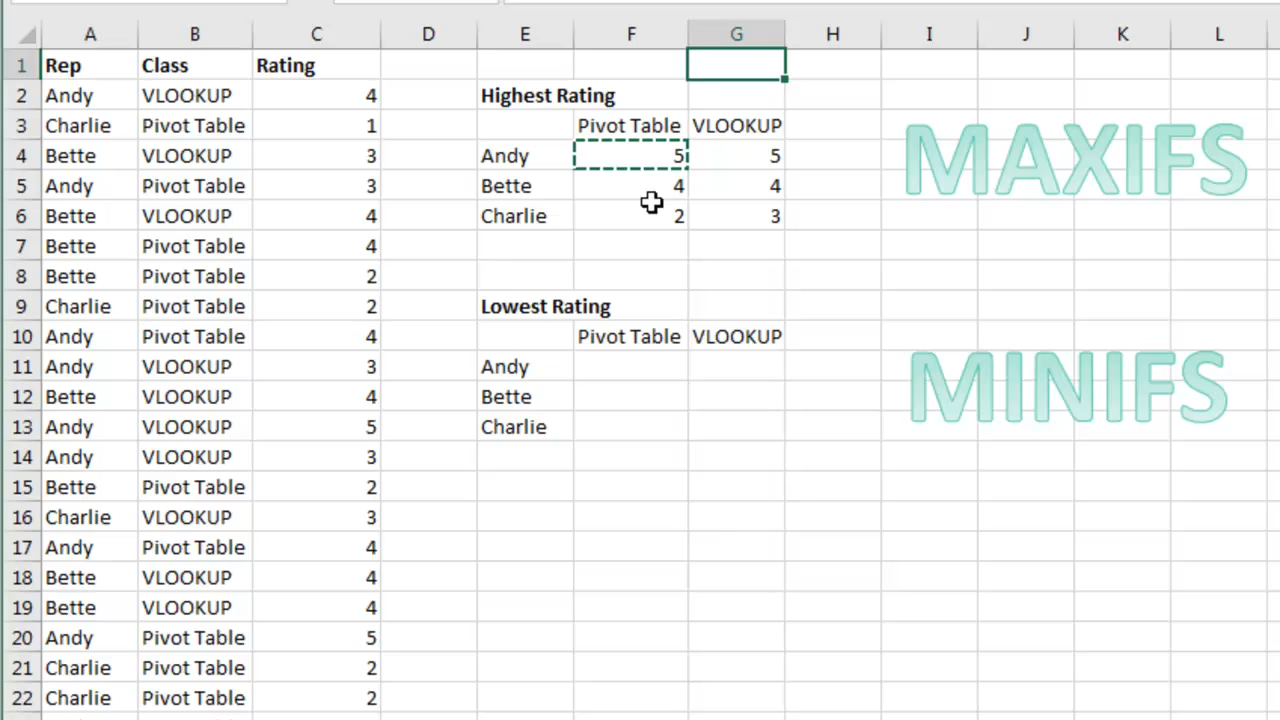 A B C D E F G H I J K L
1 Rep Class Rating
2 Andy VLOOKUP 4 Highest Rating
3 Charlie Pivot Table 1 Pivot Table VLOOKUP
4 Bette VLOOKUP 3 Andy 5 5 MAXIFS
5 Andy Pivot Table 3 Bette 4 4
6 Bette VLOOKUP 4 Charlie 2 3
7 Bette Pivot Table 4
8 Bette Pivot Table 2
9 Charlie Pivot Table 2 Lowest Rating
10 Andy Pivot Table 4 Pivot Table VLOOKUP
11 Andy VLOOKUP 3 Andy
12 Bette VLOOKUP 4 Bette MINIFS
13 Andy VLOOKUP 5 Charlie
14 Andy VLOOKUP 3
15 Bette Pivot Table 2
16 Charlie VLOOKUP 3
17 Andy Pivot Table 4
18 Bette VLOOKUP 4
19 Bette VLOOKUP 4
20 Andy Pivot Table 5
21 Charlie Pivot Table 2
22 Charlie Pivot Table 2